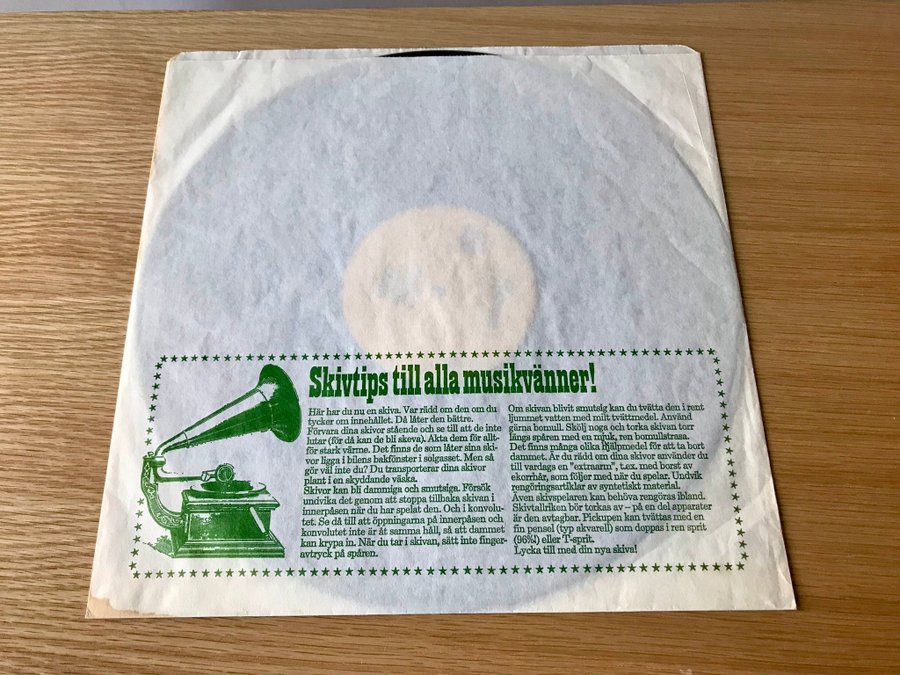 Skivtips till alla musikvänner!
Här har du nu en skiva. Var rädd om den om du
tycker om innehållet. Då låter den bättre.
Förvara dina skivor stående och se till att de inte
lutar (för då kan de bli skeva). Akta dem för allt-
för stark värme. Det finns de som låter sina ski-
vor ligga i bilens bakfönster i solgasset. Men så
gör väl inte du? Du transporterar dina skivor
plant i en skyddande väska.
Skivor kan bli dammiga och smutsiga. Försök
undvika det genom att stoppa tillbaka skivan i
innerpåsen när du har spelat den. Och i konvolu-
tet. Se då till att öppningarna på innerpåsen och
konvolutet inte är åt samma håll, så att dammet
kan krypa in. När du tar i skivan, sätt inte finger-
avtryck på spåren.
Om skivan blivit smutsig kan du tvätta den i rent
ljummet vatten med milt tvättmedel. Använd
gärna bomull. Skölj noga och torka skivan torr
längs spåren med en mjuk, ren bomullstrasa.
Det finns många olika hjälpmedel för att ta bort
dammet. Är du rädd om dina skivor använder du
till vardags en "extraarm", t.ex. med borst av
ekorrhår, som följer med när du spelar. Undvik
rengöringsartiklar av syntetiskt material.
Även skivspelaren kan behöva rengöras ibland.
Skivtallriken bör torkas av – på en del apparater
är den avtagbar. Pickupen kan tvättas med en
fin pensel (typ akvarell) som doppas i ren sprit
(96%!) eller T-sprit.
Lycka till med din nya skiva!